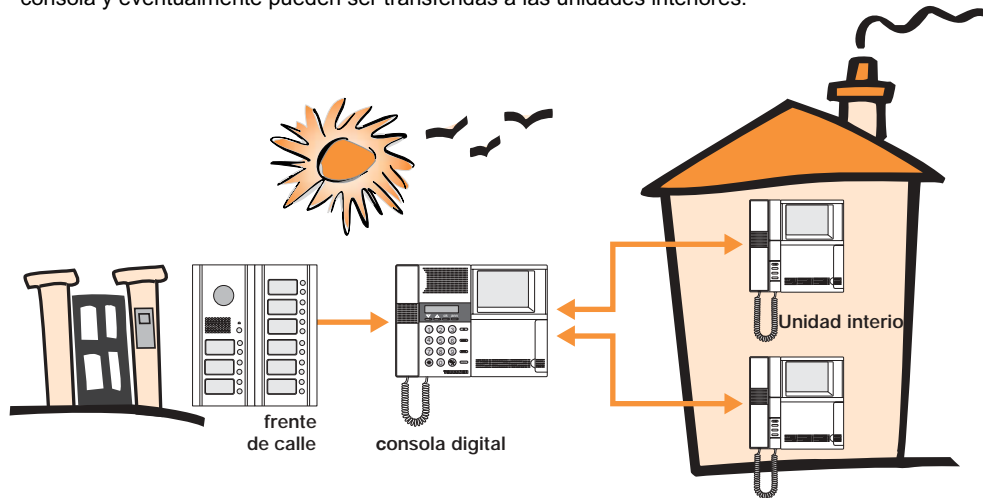 consola y eventualmente pueden ser transferidas a las unidades interiores.
Unidad interio
frente
de calle
consola digital